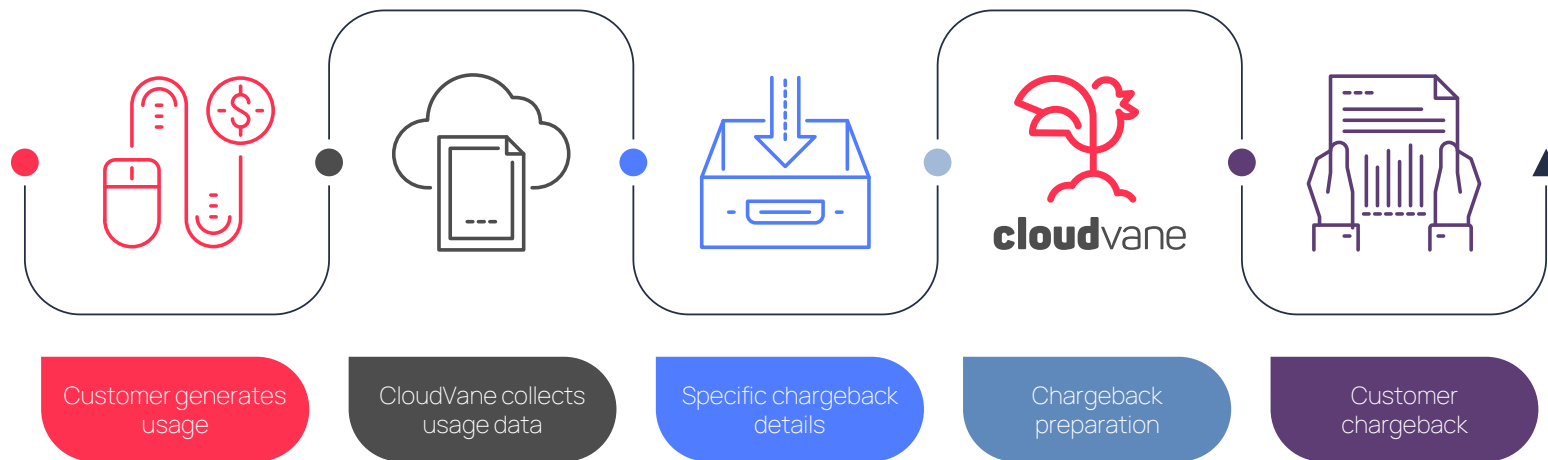 cloudvane
Customer generates
usage
CloudVane collects
usage data
Specific chargeback
details
Chargeback
preparation
Customer
chargeback